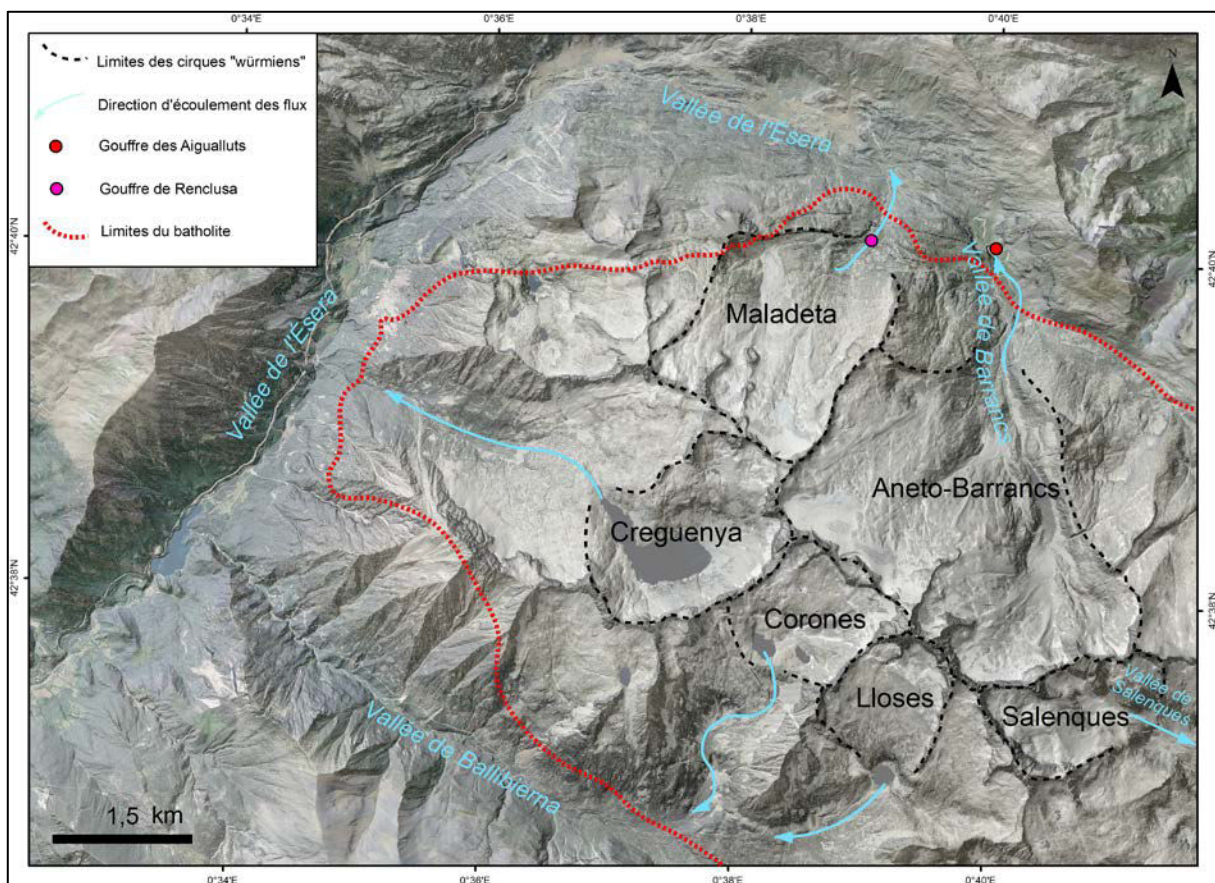 0°34'E
0°36'E
0°38'E
0°40'E
Limites des cirques "würmiens"
Direction d'écoulement des flux
Gouffre des Aigualluts
Gouffre de Renclusa
Limites du batholite
N
Vallée de l'Ésera
42°40'N
42°40'N
Vallée de Barrancs
Maladeta
Vallée de l'Ésera
Aneto-Barrancs
Creguenya
42°38'N
42°38'N
Corones
Lloses
Salenques
Vallée de
Salenques
Vallée de Ballibierna
1,5 km
0°34'E
0°36'E
0°38'E
0°40'E